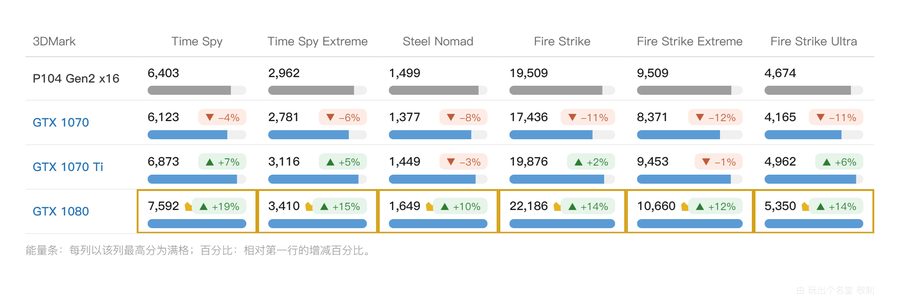 3DMark Time Spy Time Spy Extreme Steel Nomad Fire Strike Fire Strike Extreme Fire Strike Ultra
P104 Gen2 x16 6,403 2,962 1,499 19,509 9,509 4,674
GTX 1070 6,123 ▼ -4% 2,781 ▼ -6% 1,377 ▼ -8% 17,436 ▼ -11% 8,371 ▼ -12% 4,165 ▼ -11%
GTX 1070 Ti 6,873 ▲ +7% 3,116 ▲ +5% 1,449 ▼ -3% 19,876 ▲ +2% 9,453 ▼ -1% 4,962 ▲ +6%
GTX 1080 7,592 ▲ +19% 3,410 ▲ +15% 1,649 ▲ +10% 22,186 ▲ +14% 10,660 ▲ +12% 5,350 ▲ +14%
能量条：每列以该列最高分为满格；百分比：相对第一行的增减百分比。